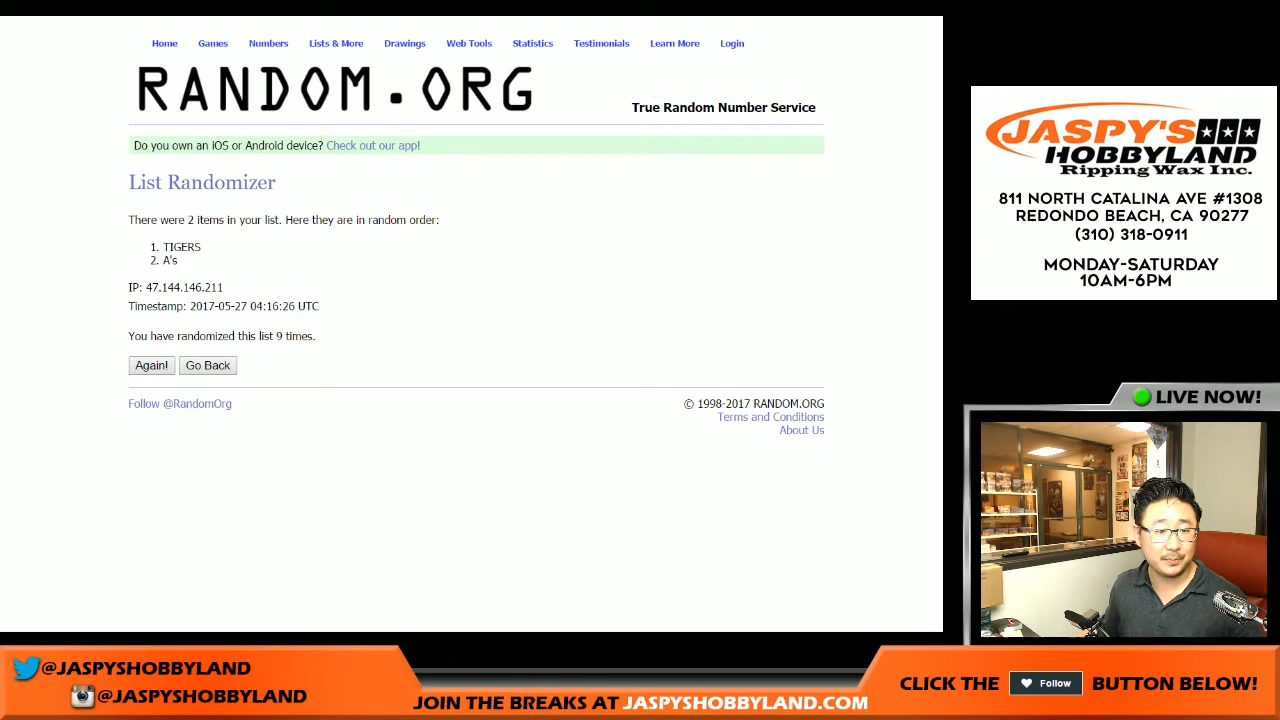 Home Games Numbers Lists & More Drawings Web Tools Statistics Testimonials Learn More Login
RANDOM.ORG
True Random Number Service
Do you own an iOS or Android device? Check out our app!
List Randomizer
There were 2 items in your list. Here they are in random order:
1. TIGERS
2. A's
IP: 47.144.146.211
Timestamp: 2017-05-27 04:16:26 UTC
You have randomized this list 9 times.
Again! Go Back
Follow @RandomOrg
© 1998-2017 RANDOM.ORG
Terms and Conditions
About Us
JASPY'S
HOBBYLAND
Ripping Wax Inc.
811 NORTH CATALINA AVE #1308
REDONDO BEACH, CA 90277
(310) 318-0911
MONDAY-SATURDAY
10AM-6PM
LIVE NOW!
@JASPYSHOBBYLAND
@JASPYSHOBBYLAND
JOIN THE BREAKS AT JASPYSHOBBYLAND.COM
CLICK THE Follow BUTTON BELOW!